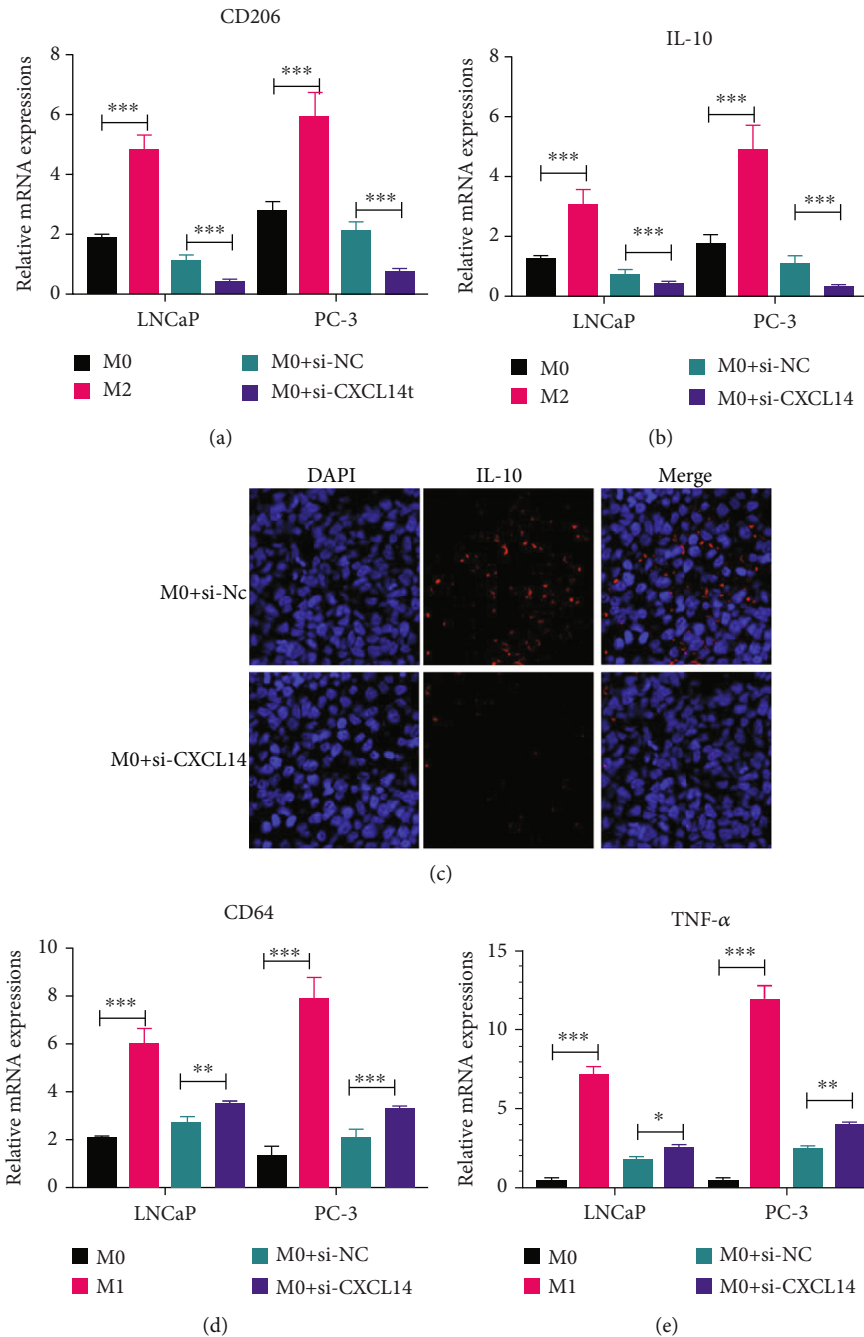 CD206
Relative mRNA expressions
8
6
4
2
0
***
***
***
***
LNCaP
PC-3
M0
M2
M0+si-NC
M0+si-CXCL14t
(a)
IL-10
Relative mRNA expressions
8
6
4
2
0
***
***
***
***
LNCaP
PC-3
M0
M2
M0+si-NC
M0+si-CXCL14
(b)
DAPI
IL-10
Merge
M0+si-Nc
M0+si-CXCL14
(c)
CD64
Relative mRNA expressions
10
8
6
4
2
0
***
**
***
***
LNCaP
PC-3
M0
M1
M0+si-NC
M0+si-CXCL14
(d)
TNF-α
Relative mRNA expressions
15
10
5
0
***
*
***
**
LNCaP
PC-3
M0
M1
M0+si-NC
M0+si-CXCL14
(e)